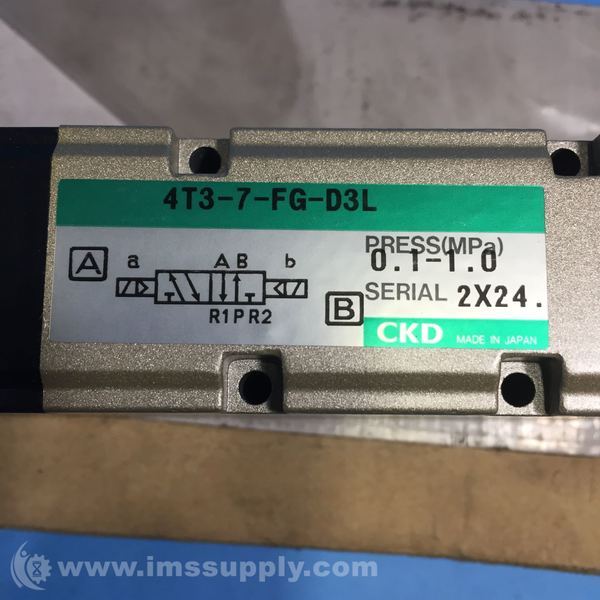 4T3-7-FG-D3L
PRESS(MPa)
A a AB b 0.1-1.0
B SERIAL 2X24.
R1PR2
CKD MADE IN JAPAN
www.imssupply.com